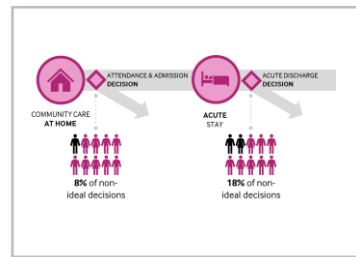 ATTENDANCE & ADMISSION
DECISION
ACUTE DISCHARGE
DECISION
COMMUNITY CARE
AT HOME
ACUTE
STAY
8% of non-
ideal decisions
18% of non-
ideal decisions